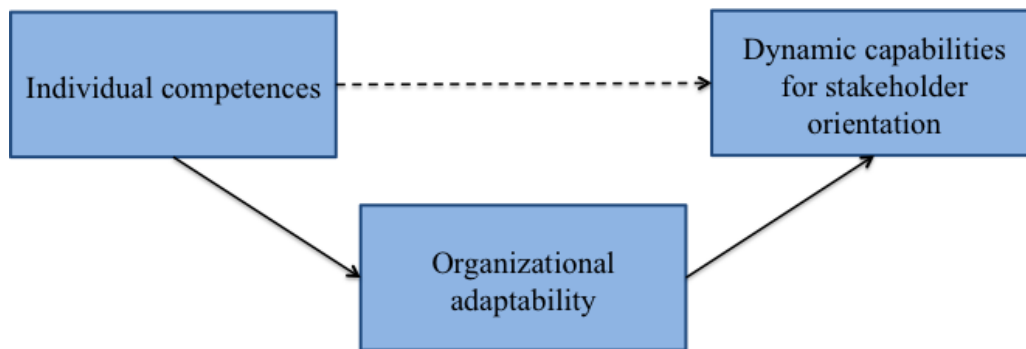 Individual competences
Dynamic capabilities
for stakeholder
orientation
Organizational
adaptability